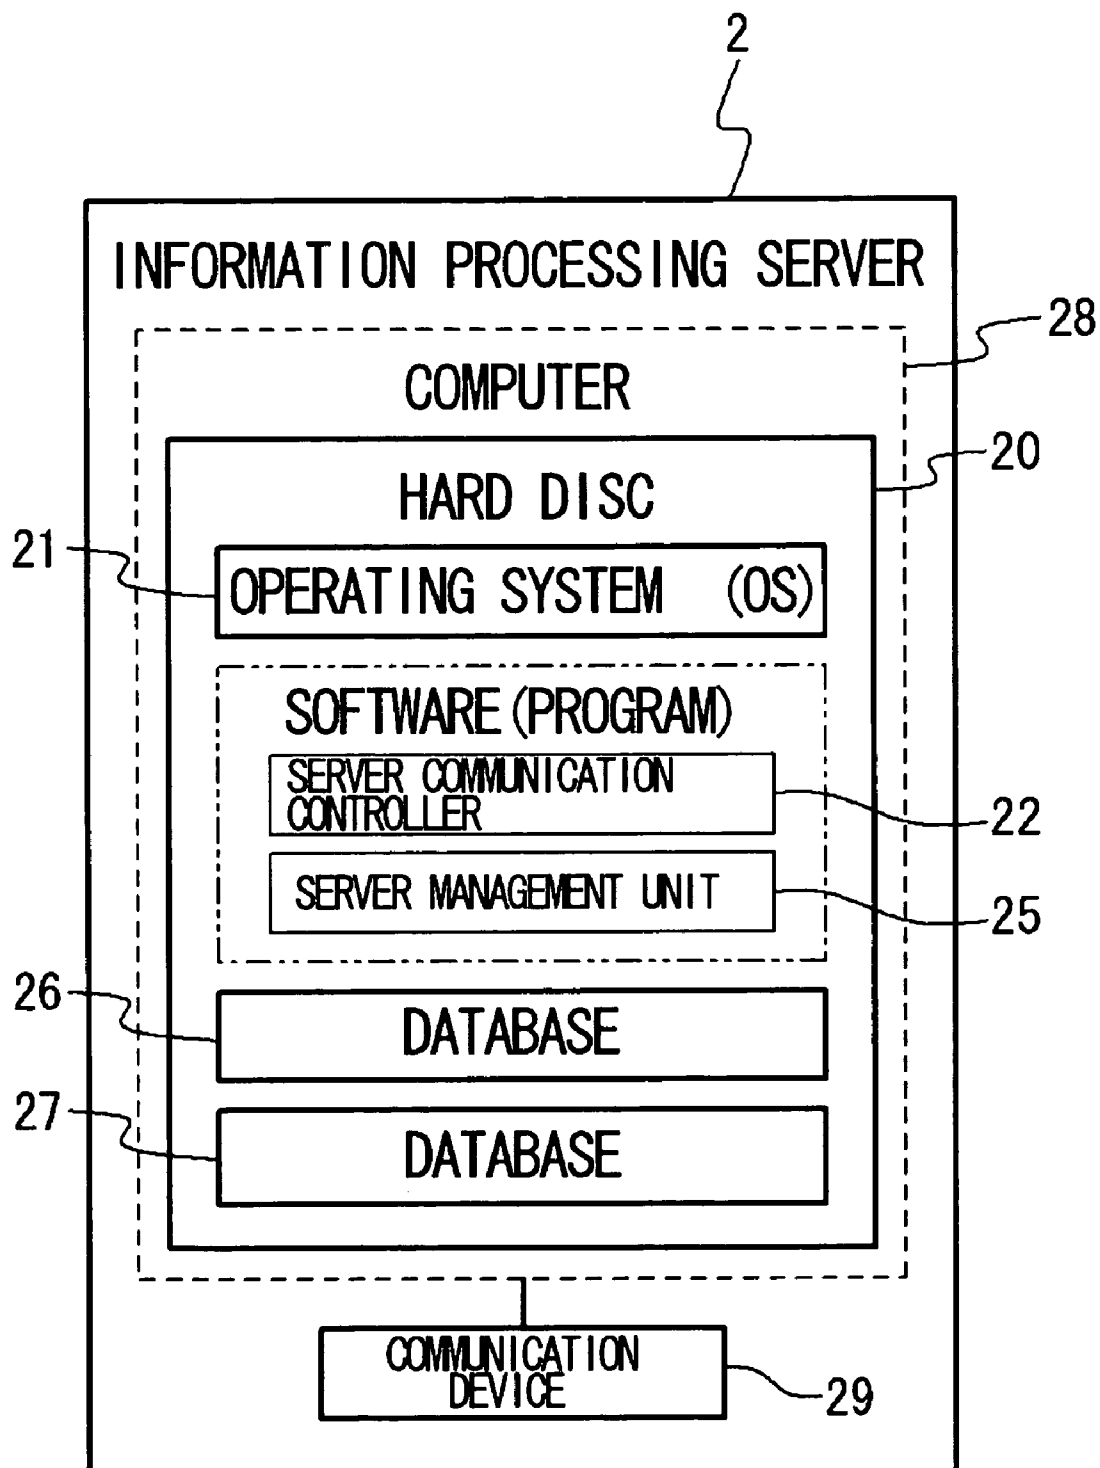 2
INFORMATION PROCESSING SERVER
28
COMPUTER
20
HARD DISC
21
OPERATING SYSTEM (OS)
SOFTWARE (PROGRAM)
SERVER COMMUNICATION
CONTROLLER
22
SERVER MANAGEMENT UNIT
25
26
DATABASE
27
DATABASE
COMMUNICATION
DEVICE
29